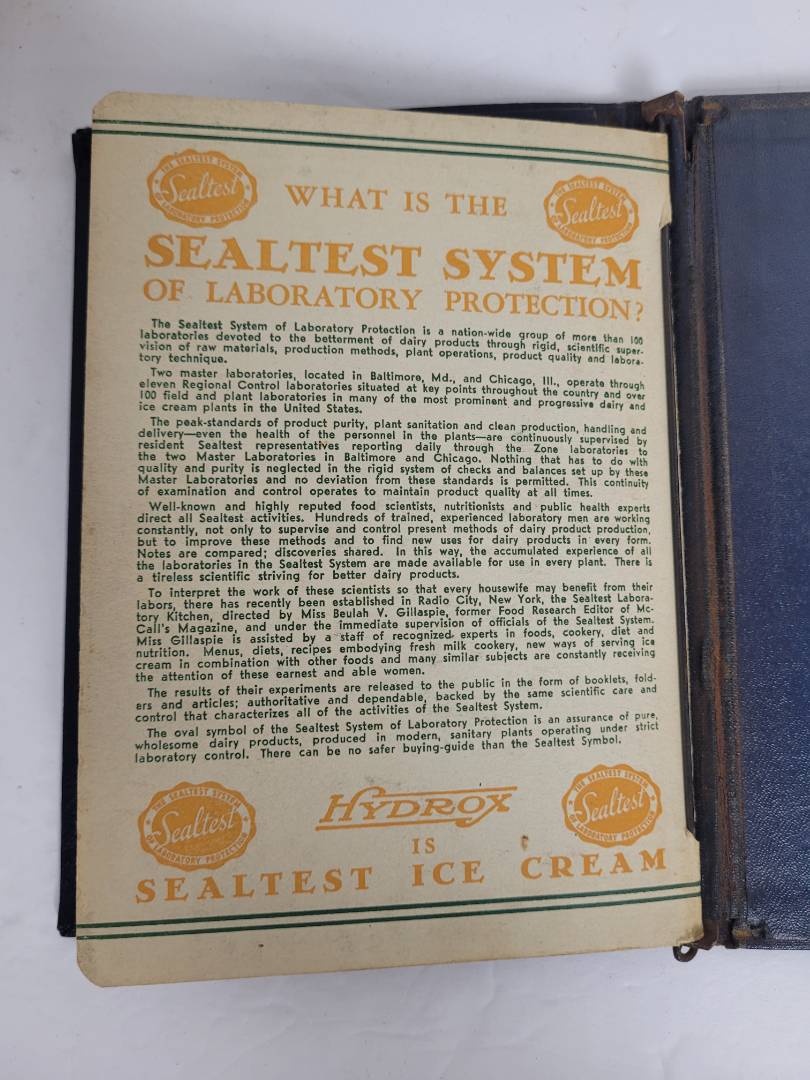 THE SEALTEST SYSTEM
Sealtest
OF LABORATORY PROTECTION
THE SEALTEST SYSTEM
Sealtest
OF LABORATORY PROTECTION
WHAT IS THE
SEALTEST SYSTEM
OF LABORATORY PROTECTION?
The Sealtest System of Laboratory Protection is a nation-wide group of more than 100
laboratories devoted to the betterment of dairy products through rigid, scientific super-
vision of raw materials, production methods, plant operations, product quality and labora-
tory technique.
Two master laboratories, located in Baltimore, Md., and Chicago, Ill., operate through
eleven Regional Control laboratories situated at key points throughout the country and over
100 field and plant laboratories in many of the most prominent and progressive dairy and
ice cream plants in the United States.
The peak-standards of product purity, plant sanitation and clean production, handling and
delivery—even the health of the personnel in the plants—are continuously supervised by
resident Sealtest representatives reporting daily through the Zone laboratories to
the two Master Laboratories in Baltimore and Chicago. Nothing that has to do with
quality and purity is neglected in the rigid system of checks and balances set up by these
Master Laboratories and no deviation from these standards is permitted. This continuity
of examination and control operates to maintain product quality at all times.
Well-known and highly reputed food scientists, nutritionists and public health experts
direct all Sealtest activities. Hundreds of trained, experienced laboratory men are working
constantly, not only to supervise and control present methods of dairy product production,
but to improve these methods and to find new uses for dairy products in every form.
Notes are compared; discoveries shared. In this way, the accumulated experience of all
the laboratories in the Sealtest System are made available for use in every plant. There is
a tireless scientific striving for better dairy products.
To interpret the work of these scientists so that every housewife may benefit from their
labors, there has recently been established in Radio City, New York, the Sealtest Labora-
tory Kitchen, directed by Miss Beulah V. Gillaspie, former Food Research Editor of Mc-
Call's Magazine, and under the immediate supervision of officials of the Sealtest System.
Miss Gillaspie is assisted by a staff of recognized experts in foods, cookery, diet and
nutrition. Menus, diets, recipes embodying fresh milk cookery, new ways of serving ice
cream in combination with other foods and many similar subjects are constantly receiving
the attention of these earnest and able women.
The results of their experiments are released to the public in the form of booklets, fold-
ers and articles; authoritative and dependable, backed by the same scientific care and
control that characterizes all of the activities of the Sealtest System.
The oval symbol of the Sealtest System of Laboratory Protection is an assurance of pure,
wholesome dairy products, produced in modern, sanitary plants operating under strict
laboratory control. There can be no safer buying-guide than the Sealtest Symbol.
THE SEALTEST SYSTEM
Sealtest
OF LABORATORY PROTECTION
THE SEALTEST SYSTEM
Sealtest
OF LABORATORY PROTECTION
HYDROX
IS
SEALTEST ICE CREAM